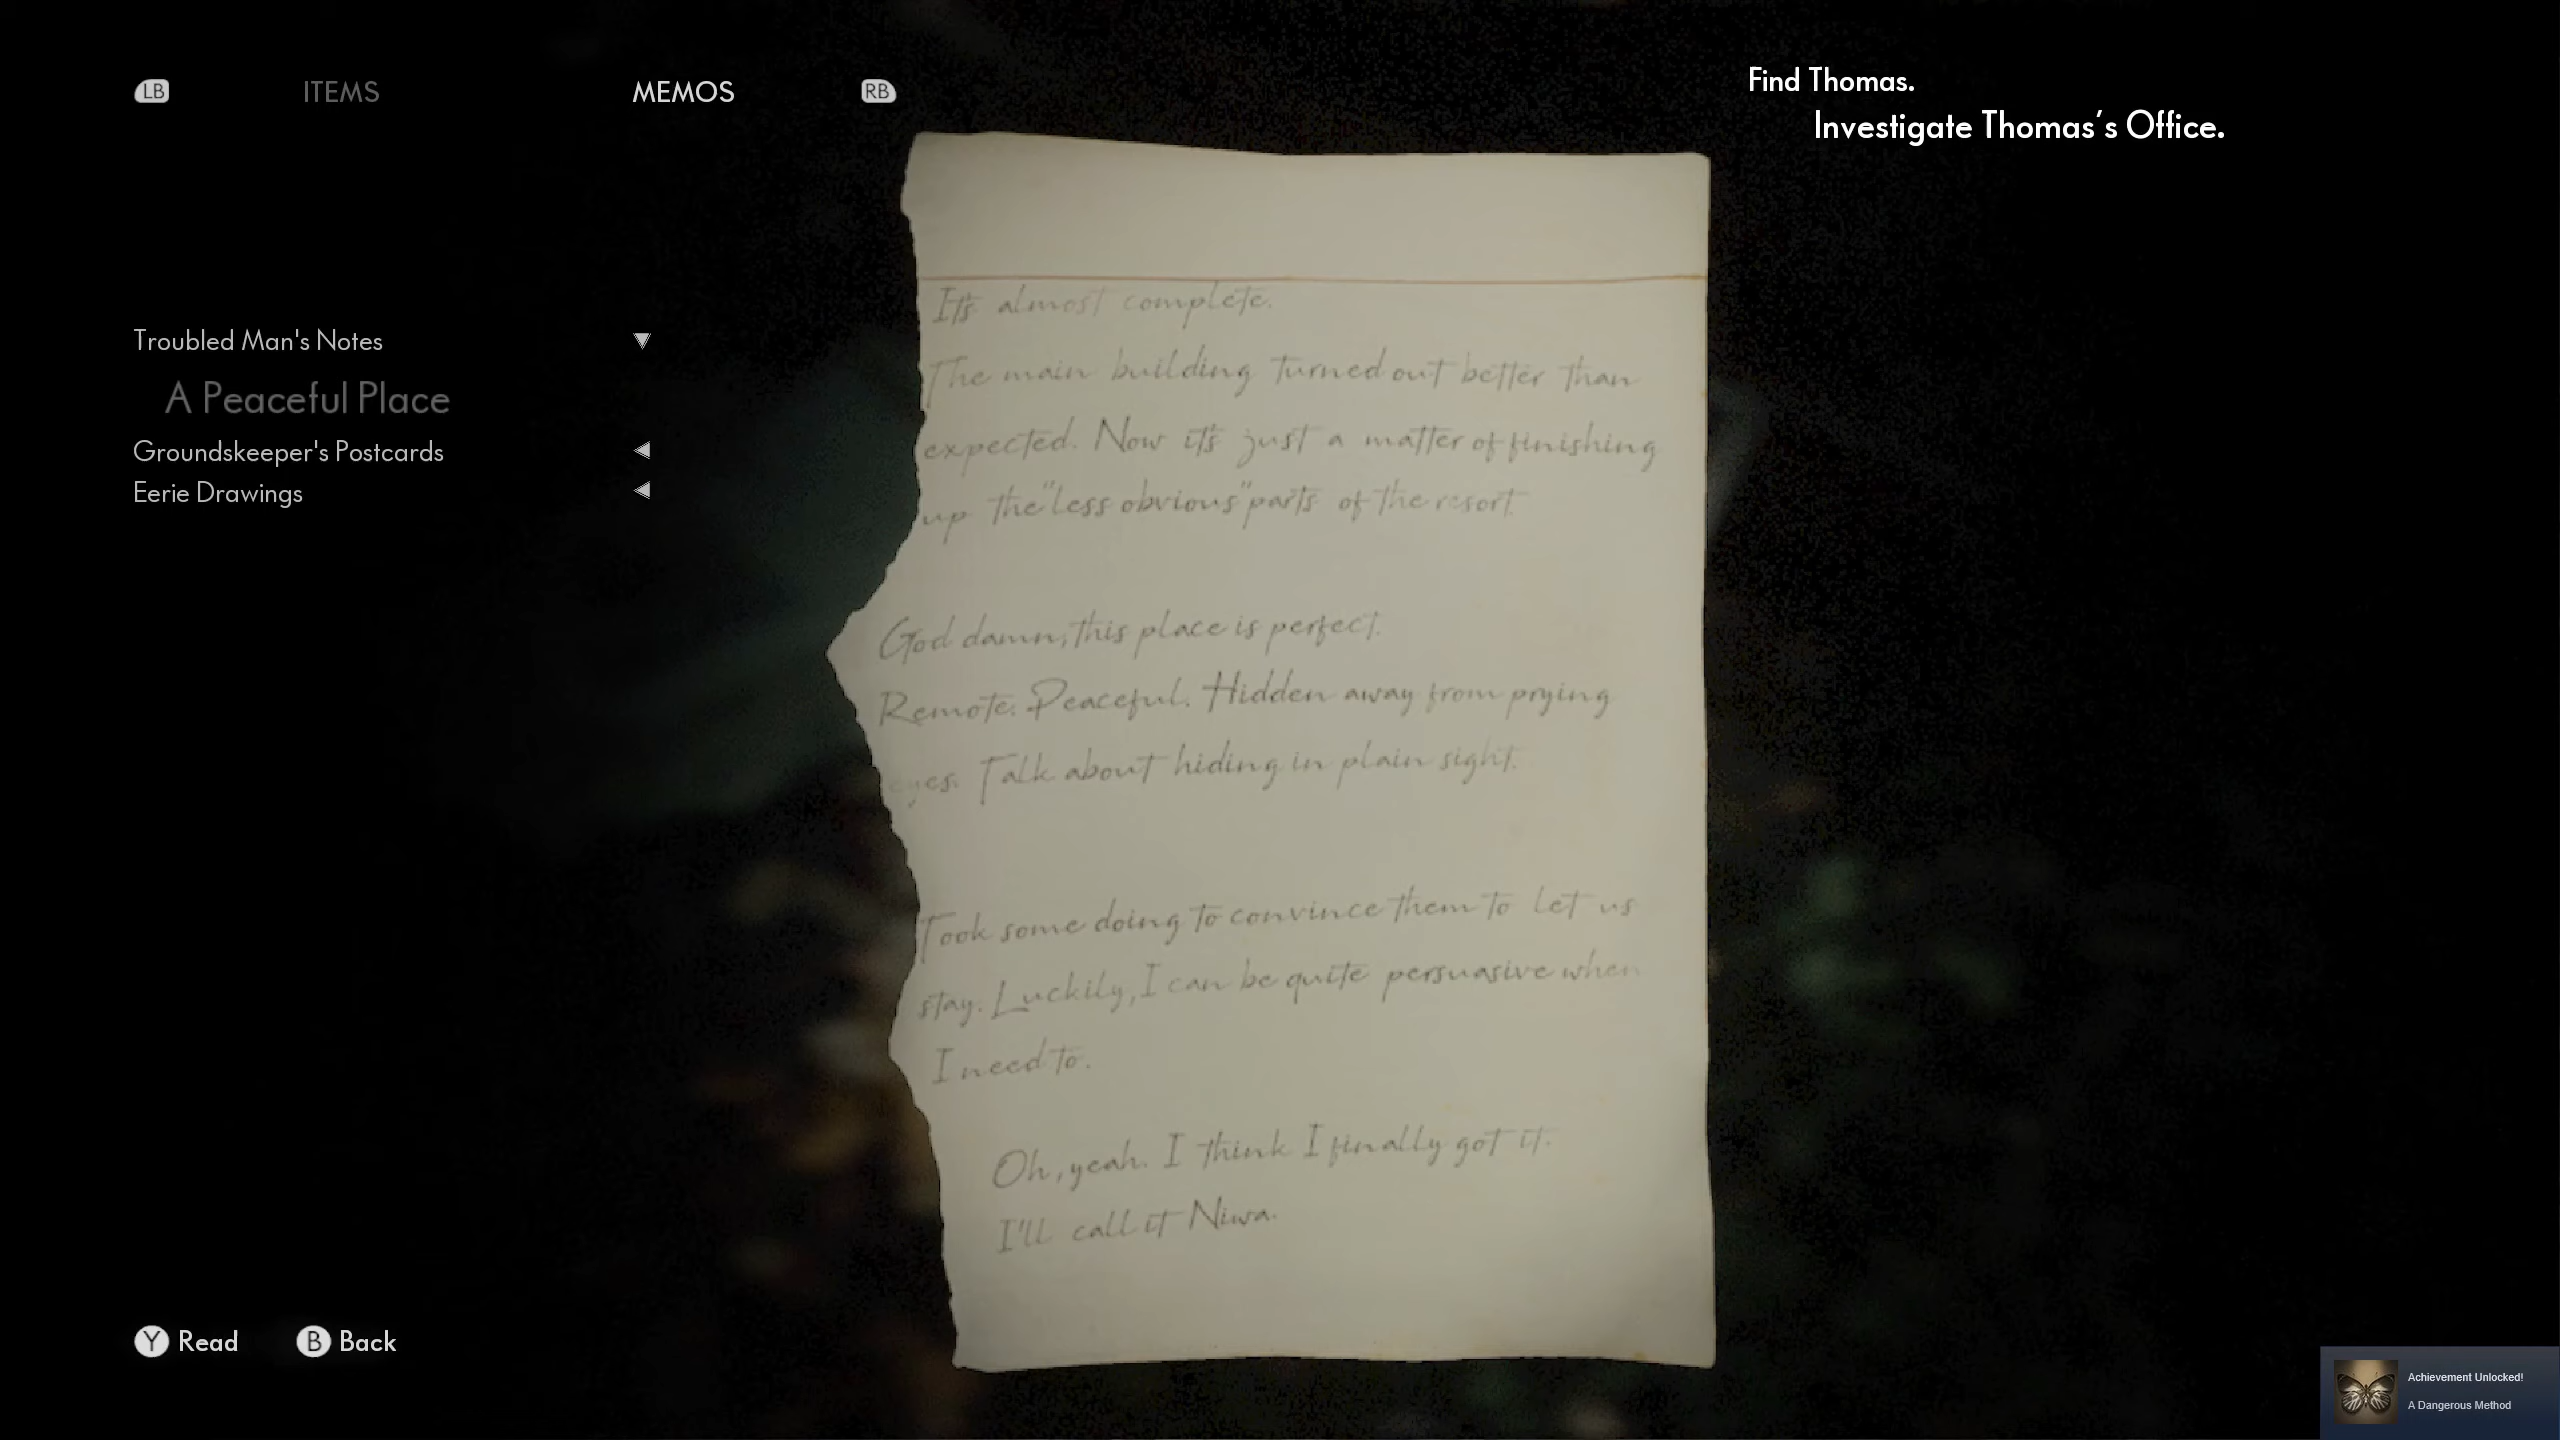 LB ITEMS MEMOS RB
Find Thomas.
Investigate Thomas's Office.
Troubled Man's Notes
A Peaceful Place
Groundskeeper's Postcards
Eerie Drawings
It's almost complete.
The main building turned out better than
expected. Now it's just a matter of finishing
up the "less obvious" parts of the resort.
God damn, this place is perfect.
Remote. Peaceful. Hidden away from prying
eyes. Talk about hiding in plain sight.
Took some doing to convince them to let us
stay. Luckily, I can be quite persuasive when
I need to.
Oh, yeah. I think I finally got it.
I'll call it Niwa.
Y Read B Back
Achievement Unlocked!
A Dangerous Method